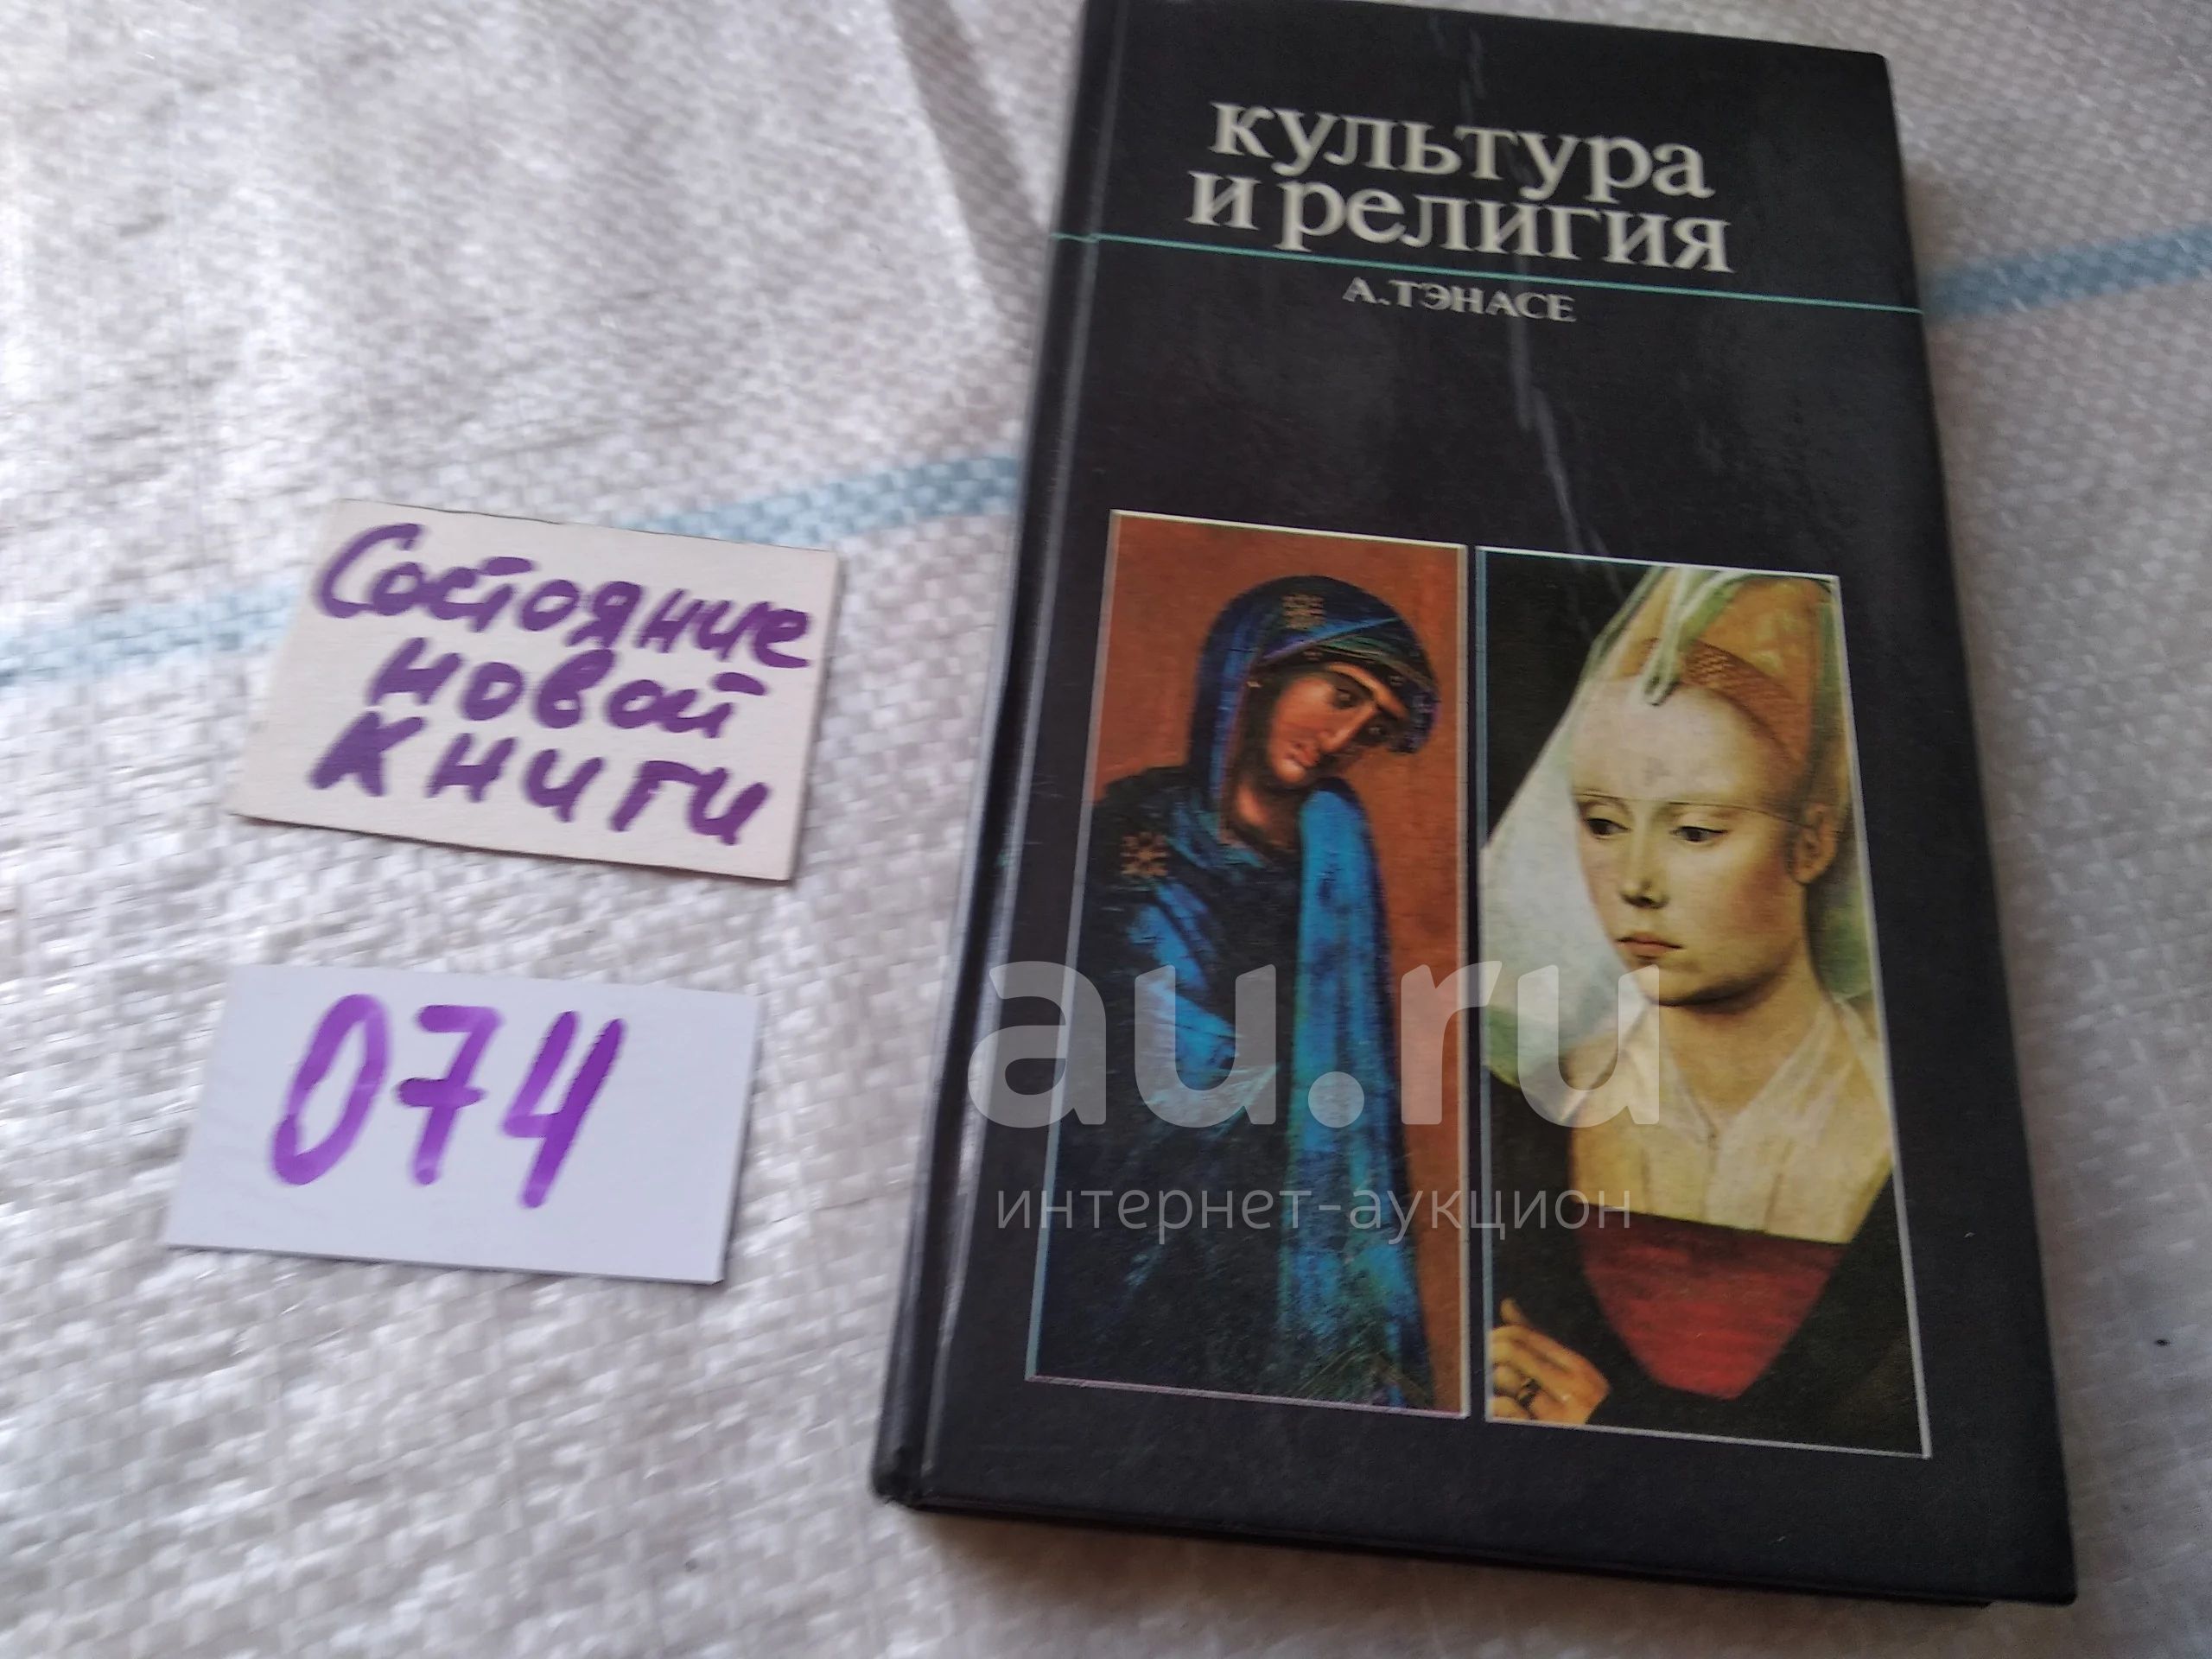 культура
и религия
А.ТЭНАСЕ
Состояние
новой
книги
074
au.ru
интернет-аукцион